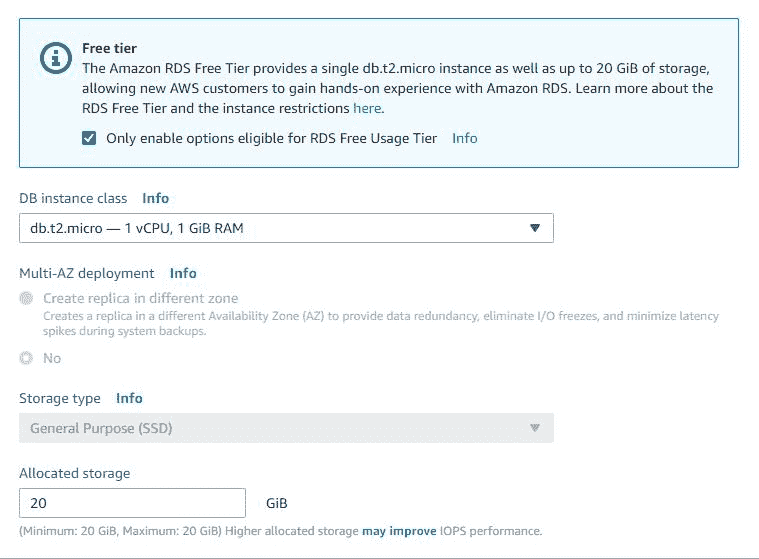 Free tier
The Amazon RDS Free Tier provides a single db.t2.micro instance as well as up to 20 GiB of storage,
allowing new AWS customers to gain hands-on experience with Amazon RDS. Learn more about the
RDS Free Tier and the instance restrictions here.
Only enable options eligible for RDS Free Usage Tier Info
DB instance class Info
db.t2.micro — 1 vCPU, 1 GiB RAM
Multi-AZ deployment Info
Create replica in different zone
Creates a replica in a different Availability Zone (AZ) to provide data redundancy, eliminate I/O freezes, and minimize latency
spikes during system backups.
No
Storage type Info
General Purpose (SSD)
Allocated storage
20 GiB
(Minimum: 20 GiB, Maximum: 20 GiB) Higher allocated storage may improve IOPS performance.